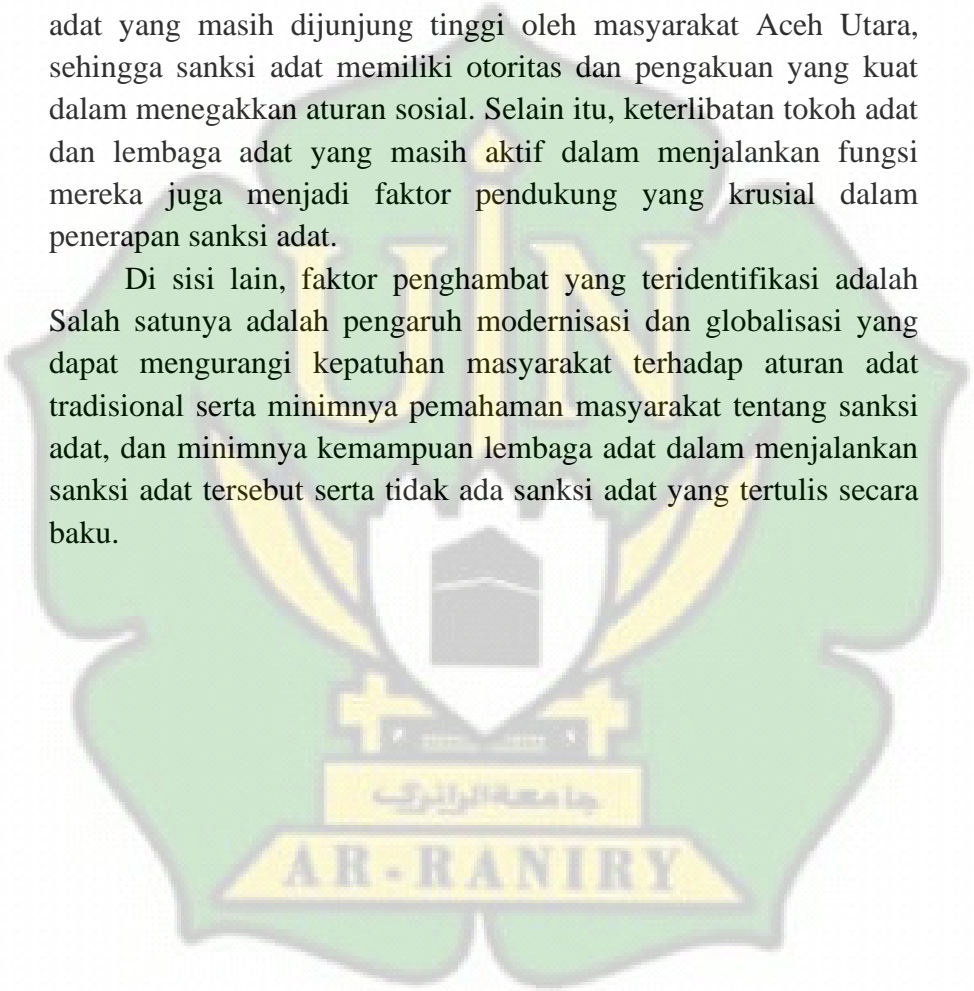 adat yang masih dijunjung tinggi oleh masyarakat Aceh Utara,
sehingga sanksi adat memiliki otoritas dan pengakuan yang kuat
dalam menegakkan aturan sosial. Selain itu, keterlibatan tokoh adat
dan lembaga adat yang masih aktif dalam menjalankan fungsi
mereka juga menjadi faktor pendukung yang krusial dalam
penerapan sanksi adat.
Di sisi lain, faktor penghambat yang teridentifikasi adalah
Salah satunya adalah pengaruh modernisasi dan globalisasi yang
dapat mengurangi kepatuhan masyarakat terhadap aturan adat
tradisional serta minimnya pemahaman masyarakat tentang sanksi
adat, dan minimnya kemampuan lembaga adat dalam menjalankan
sanksi adat tersebut serta tidak ada sanksi adat yang tertulis secara
baku.
UIN
جامعة الرانري
AR-RANIRY